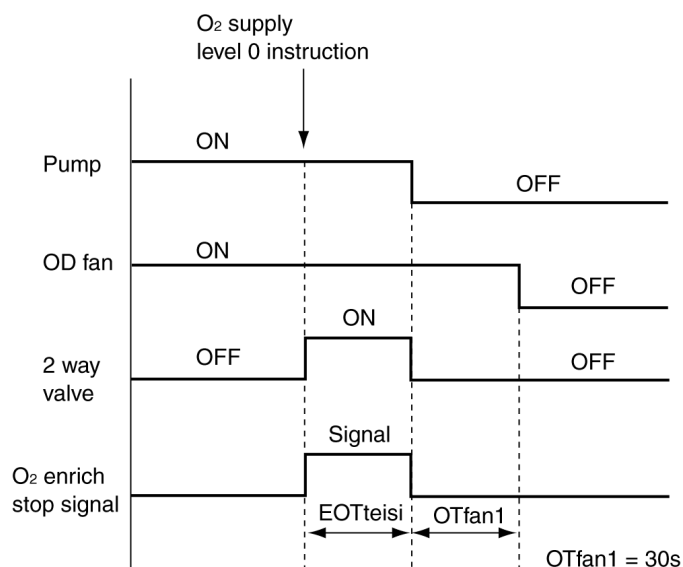 O₂ supply
level 0 instruction
ON
Pump
OFF
ON
OD fan
OFF
ON
OFF
OFF
2 way
valve
Signal
O₂ enrich
stop signal
EOTteisi
OTfan1
OTfan1 = 30s